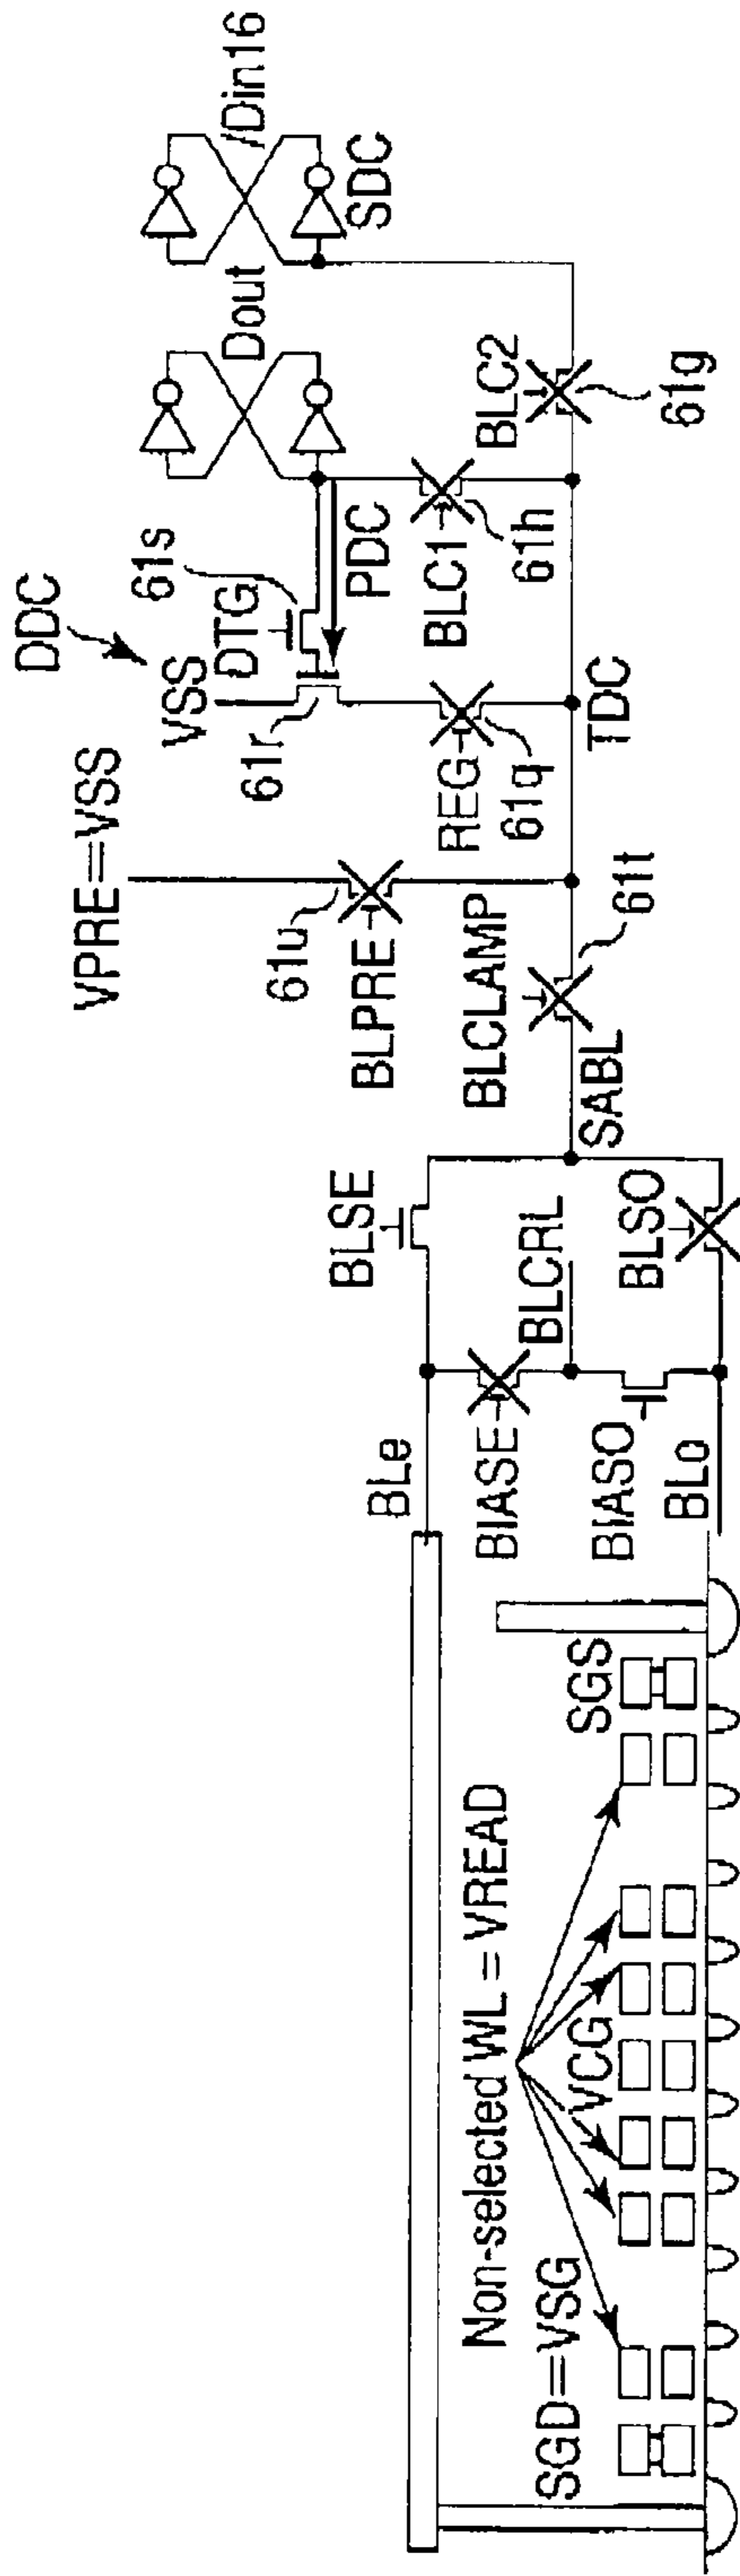 DDC
VPRE=VSS
VSS
61s
Dout
/Din16
61u
61r
DTG
PDC
SDC
BLSE
BLPRE
REG
BLC1
BLC2
BLe
BLCLAMP
61q
61h
61g
Non-selected WL = VREAD
BIASE
BLCRL
SABL
61t
TDC
SGD=VSG
VCG
SGS
BIASO
BLo
BLSO